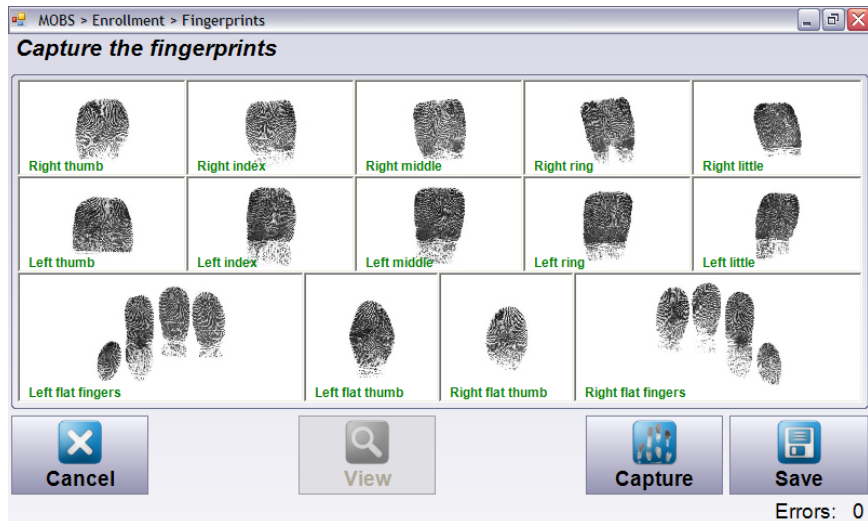 MOBS > Enrollment > Fingerprints
Capture the fingerprints
Right thumb
Right index
Right middle
Right ring
Right little
Left thumb
Left index
Left middle
Left ring
Left little
Left flat fingers
Left flat thumb
Right flat thumb
Right flat fingers
Cancel
View
Capture
Save
Errors: 0